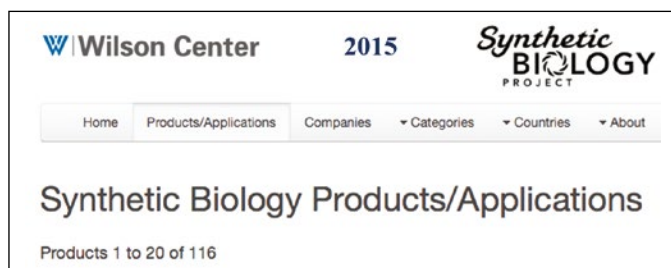 W Wilson Center 2015 Synthetic
BIOLOGY
PROJECT
Home Products/Applications Companies Categories Countries About
Synthetic Biology Products/Applications
Products 1 to 20 of 116